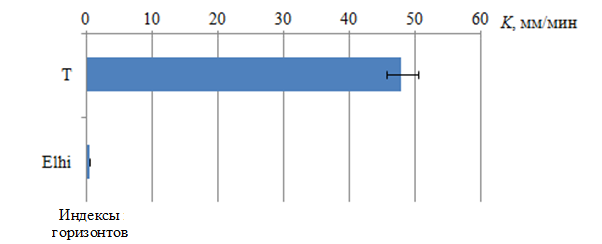 0 10 20 30 40 50 60 K, мм/мин
T
Elhi
Индексы
горизонтов